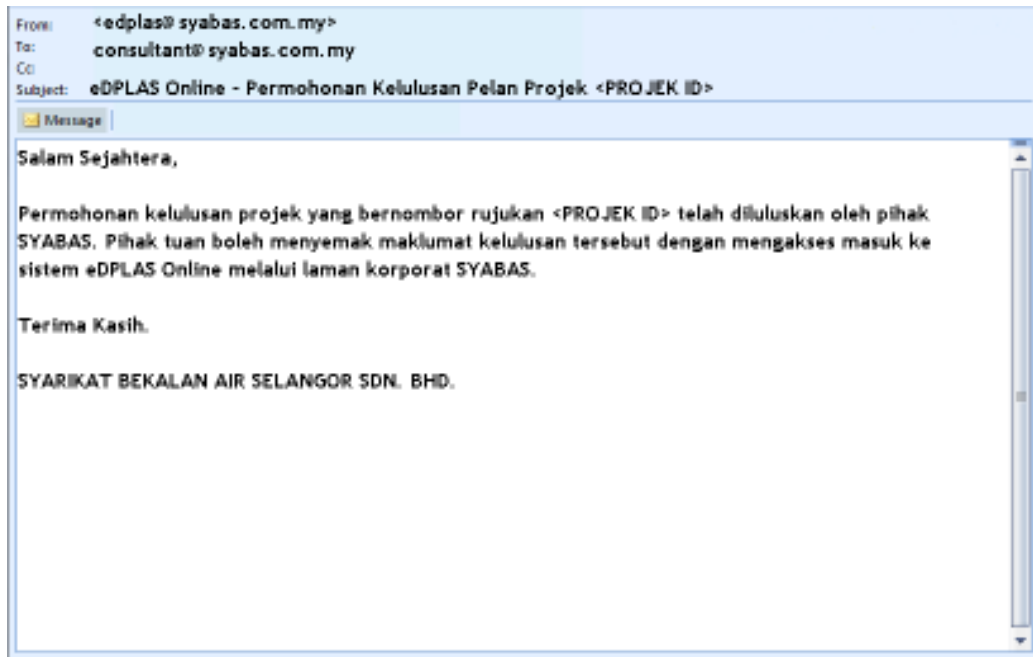 From: <edplas@ syabas.com.my>
To: consultant@ syabas.com.my
Cc:
Subject: eDPLAS Online - Permohonan Kelulusan Pelan Projek <PROJEK ID>
Message
Salam Sejahtera,
Permohonan kelulusan projek yang bernombor rujukan <PROJEK ID> telah diluluskan oleh pihak
SYABAS. Pihak tuan boleh menyemak maklumat kelulusan tersebut dengan mengakses masuk ke
sistem eDPLAS Online melalui laman korporat SYABAS.
Terima Kasih.
SYARIKAT BEKALAN AIR SELANGOR SDN. BHD.